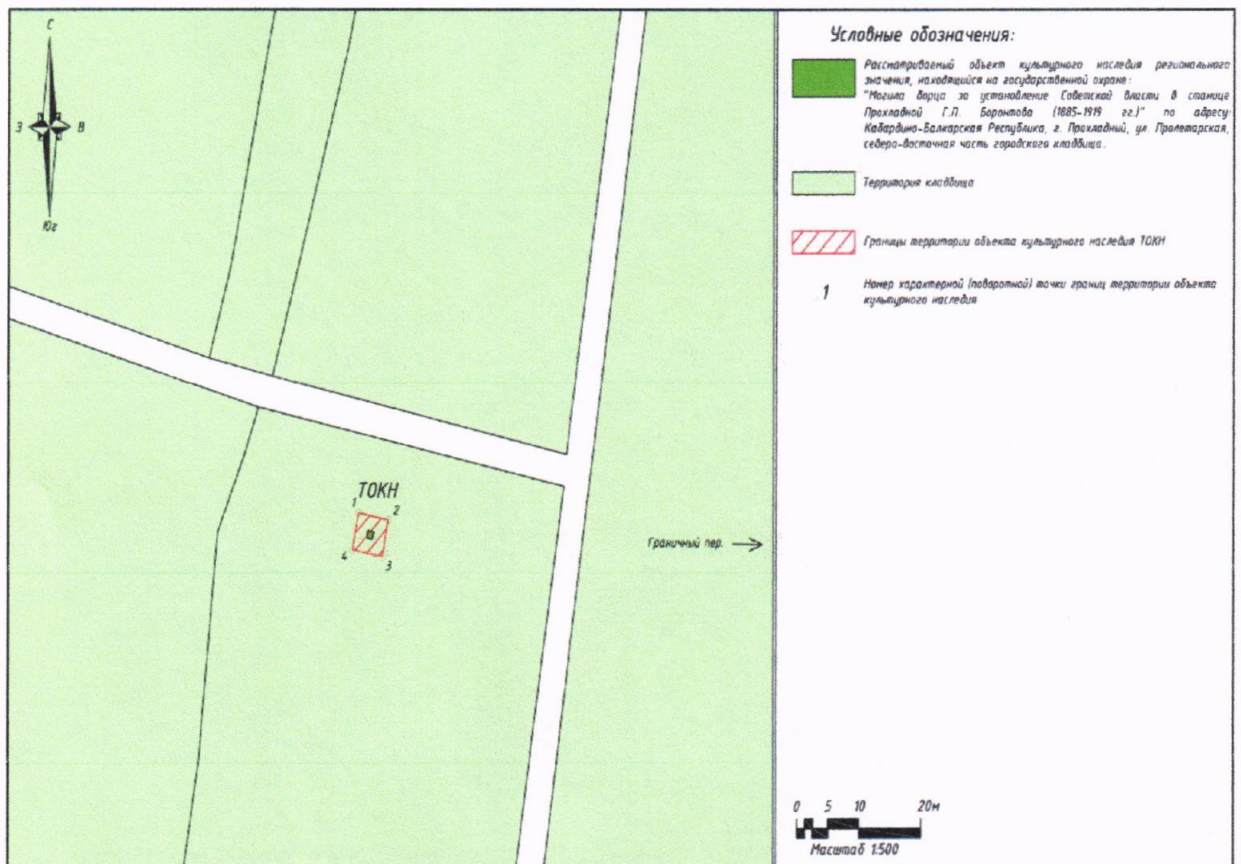 С
З
В
Юг
ТОКН
1
2
4
3
Граничный пер.
Условные обозначения:
Рассматриваемый объект культурного наследия регионального
значения, находящийся на государственной охране:
"Могила борца за установление Советской власти в станице
Прохладной Г.П. Боронтова (1885-1919 гг.)" по адресу:
Кабардино-Балкарская Республика, г. Прохладный, ул. Пролетарская,
северо-восточная часть городского кладбища.
Территория кладбища
Границы территории объекта культурного наследия ТОКН
1
Номер характерной (поворотной) точки границ территории объекта
культурного наследия
0 5 10 20м
Масштаб 1:500